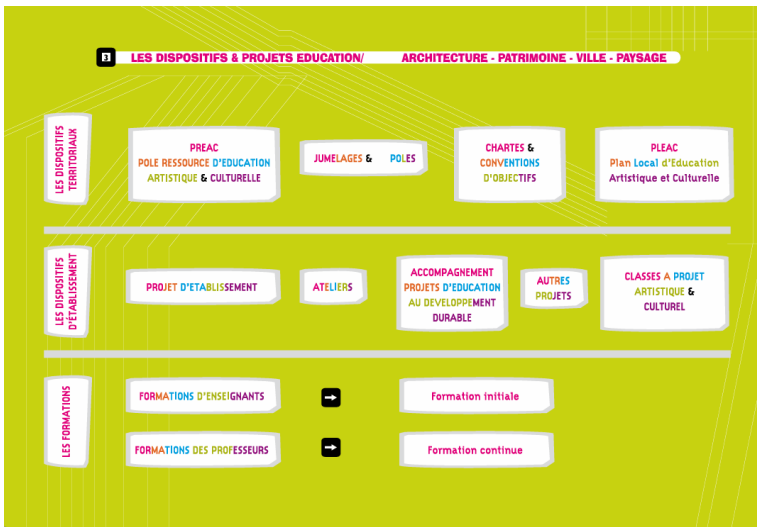 3 LES DISPOSITIFS & PROJETS EDUCATION/ ARCHITECTURE - PATRIMOINE - VILLE - PAYSAGE
LES DISPOSITIFS
TERRITORIAUX
PREAC
POLE RESSOURCE D'EDUCATION
ARTISTIQUE & CULTURELLE
JUMELAGES & POLES
CHARTES &
CONVENTIONS
D'OBJECTIFS
PLEAC
Plan Local d'Education
Artistique et Culturelle
LES DISPOSITIFS
D'ÉTABLISSEMENT
PROJET D'ETABLISSEMENT
ATELIERS
ACCOMPAGNEMENT
PROJETS D'EDUCATION
AU DEVELOPPEMENT
DURABLE
AUTRES
PROJETS
CLASSES A PROJET
ARTISTIQUE &
CULTUREL
LES FORMATIONS
FORMATIONS D'ENSEIGNANTS
Formation initiale
FORMATIONS DES PROFESSEURS
Formation continue